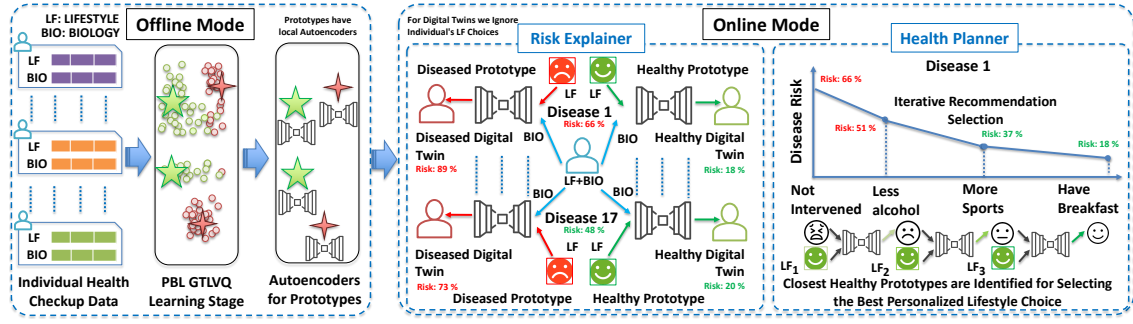 LF: LIFESTYLE
BIO: BIOLOGY
Offline Mode
Prototypes have
local Autoencoders
LF
BIO
LF
BIO
LF
BIO
Individual Health
Checkup Data
PBL GTLVQ
Learning Stage
Autoencoders
for Prototypes
For Digital Twins we Ignore
Individual's LF Choices
Online Mode
Risk Explainer
Diseased Prototype
Healthy Prototype
LF
LF
Disease 1
Risk: 66 %
BIO
BIO
Diseased Digital
Twin
Risk: 89 %
Healthy Digital
Twin
Risk: 18 %
LF+BIO
BIO
BIO
Disease 17
Risk: 48 %
LF
LF
Diseased Digital
Twin
Risk: 73 %
Healthy Digital
Twin
Risk: 20 %
Diseased Prototype
Healthy Prototype
Health Planner
Disease 1
Disease Risk
Risk: 66 %
Iterative Recommendation
Selection
Risk: 51 %
Risk: 37 %
Risk: 18 %
Not
Intervened
Less
alcohol
More
Sports
Have
Breakfast
LF1
LF2
LF3
Closest Healthy Prototypes are Identified for Selecting
the Best Personalized Lifestyle Choice